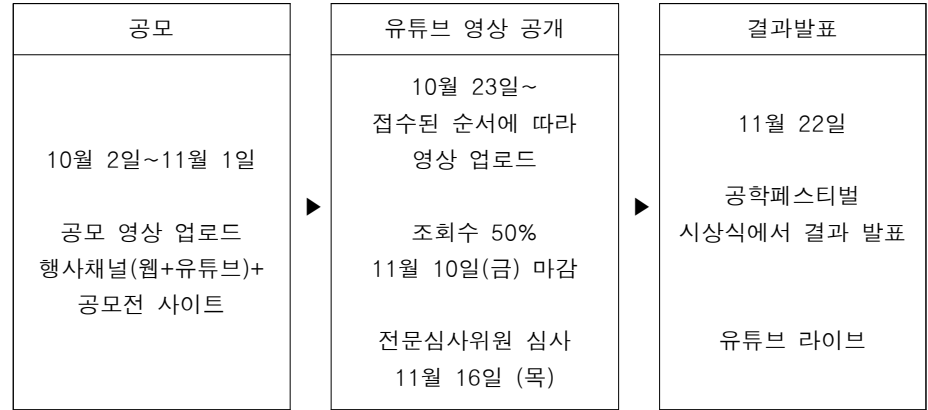 공모
10월 2일~11월 1일
공모 영상 업로드
행사채널(웹+유튜브)+
공모전 사이트
▶
유튜브 영상 공개
10월 23일~
접수된 순서에 따라
영상 업로드
조회수 50%
11월 10일(금) 마감
전문심사위원 심사
11월 16일 (목)
▶
결과발표
11월 22일
공학페스티벌
시상식에서 결과 발표
유튜브 라이브